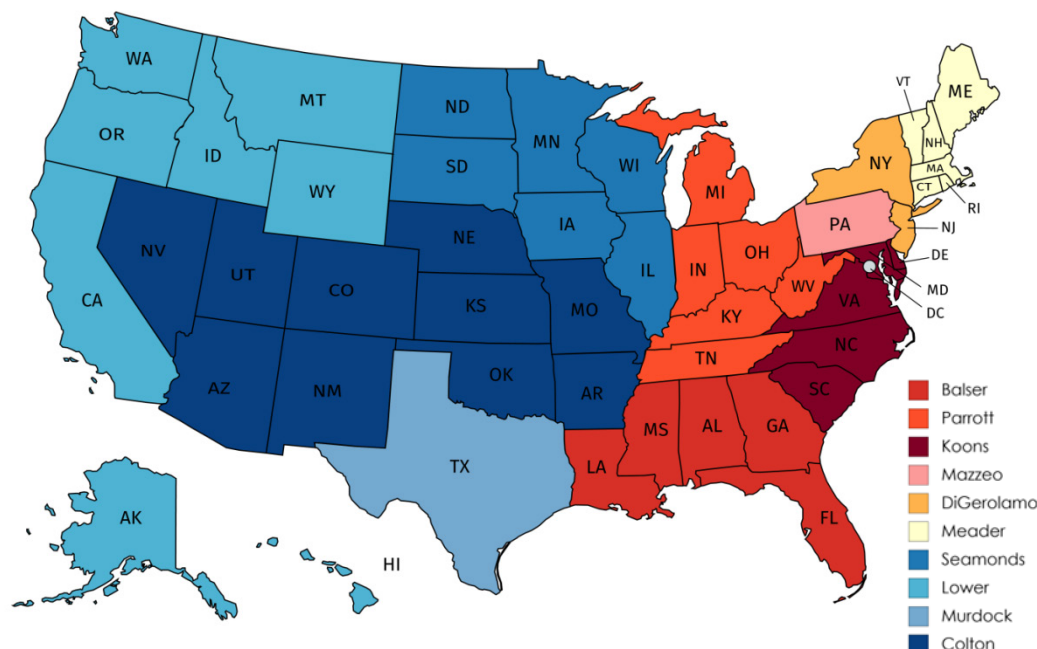 WA
MT
ND
MN
VT
ME
OR
ID
SD
WI
NH
NY
MA
WY
MI
CT
RI
IA
PA
NJ
NE
NV
UT
CO
IL
IN
OH
DE
WV
MD
CA
KS
MO
VA
DC
KY
NC
TN
AZ
NM
OK
AR
SC
MS
AL
GA
TX
LA
FL
AK
HI
Balser
Parrott
Koons
Mazzeo
DiGerolamo
Meader
Seamonds
Lower
Murdock
Colton